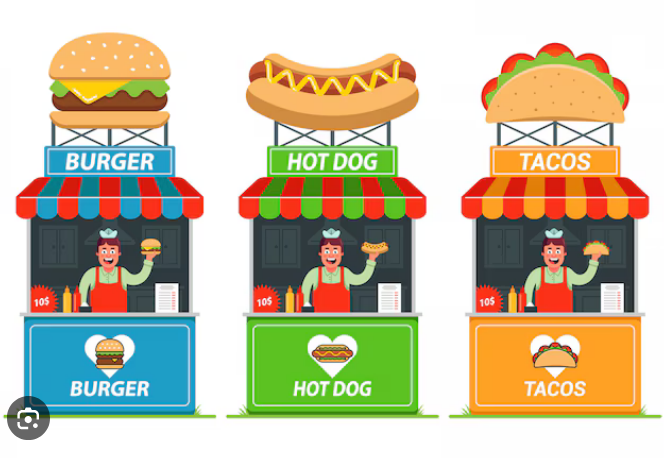 BURGER
HOT DOG
TACOS
10$
10$
10$
BURGER
HOT DOG
TACOS